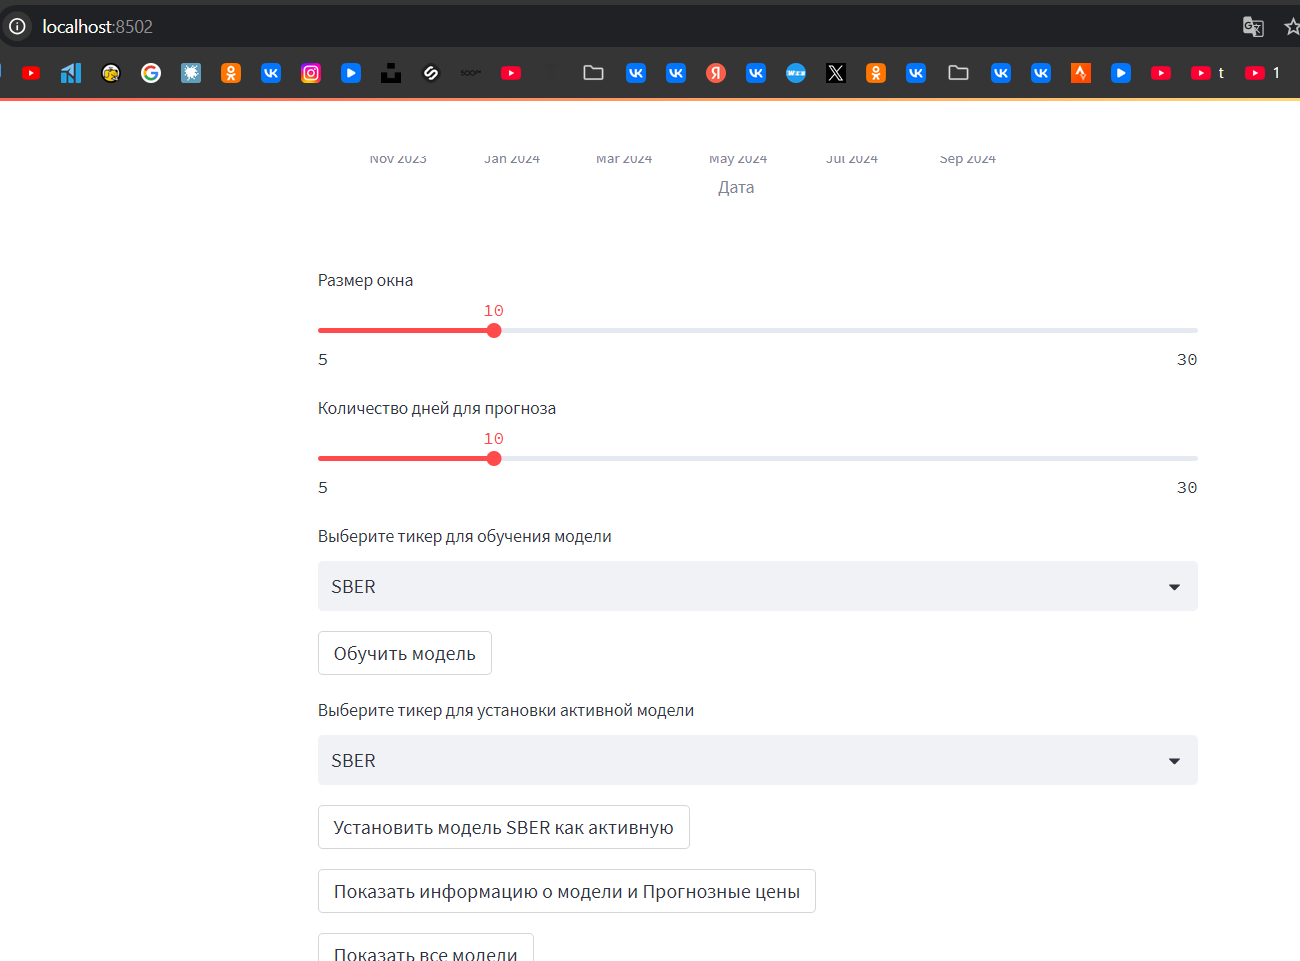 localhost:8502
t
1
Nov 2023 Jan 2024 Mar 2024 May 2024 Jul 2024 Sep 2024
Дата
Размер окна
10
5 30
Количество дней для прогноза
10
5 30
Выберите тикер для обучения модели
SBER
Обучить модель
Выберите тикер для установки активной модели
SBER
Установить модель SBER как активную
Показать информацию о модели и Прогнозные цены
Показать все модели